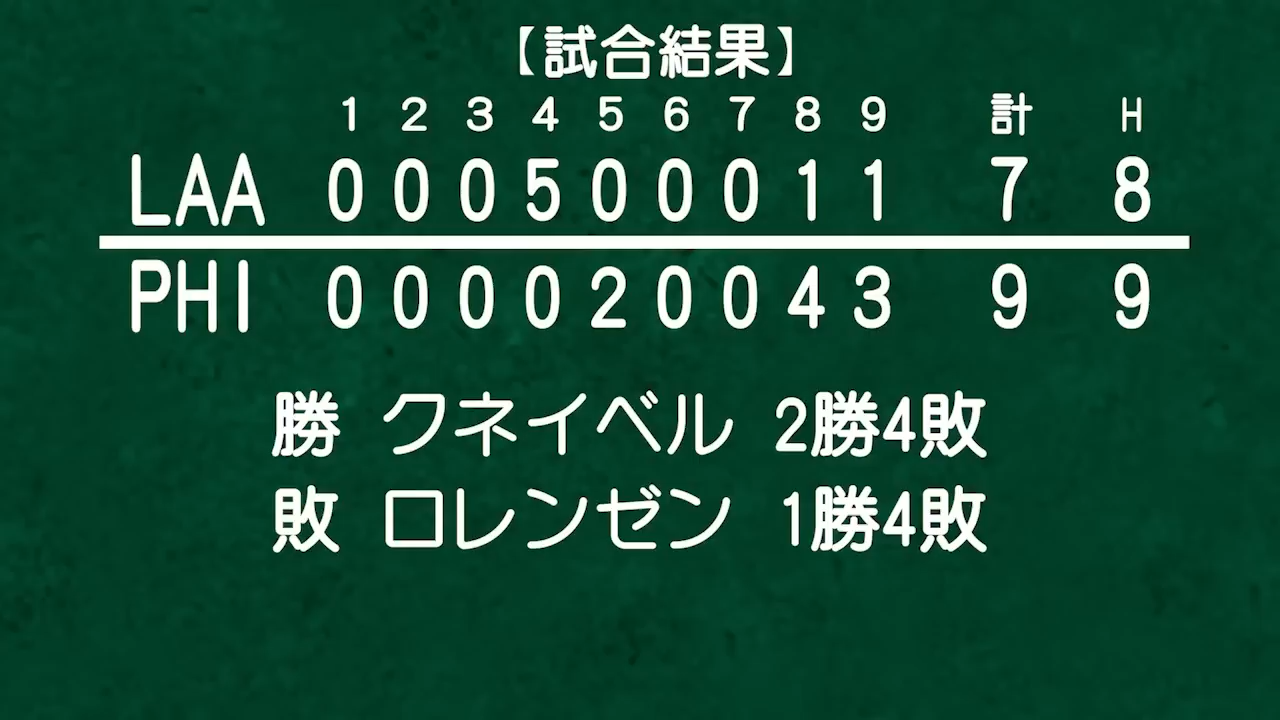 【試合結果】
1 2 3 4 5 6 7 8 9 計 H
LAA 0 0 0 5 0 0 0 1 1 7 8
PHI 0 0 0 0 2 0 0 4 3 9 9
勝 クネイベル 2勝4敗
敗 ロレンゼン 1勝4敗